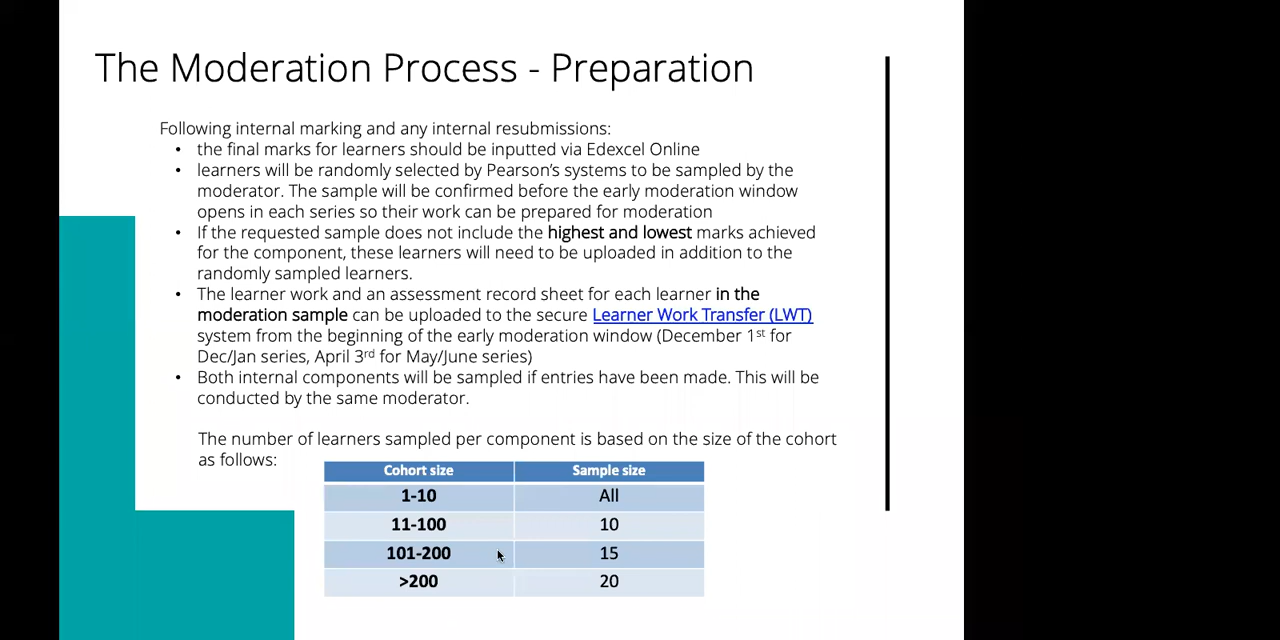 The Moderation Process - Preparation
Following internal marking and any internal resubmissions:
• the final marks for learners should be inputted via Edexcel Online
• learners will be randomly selected by Pearson's systems to be sampled by the
moderator. The sample will be confirmed before the early moderation window
opens in each series so their work can be prepared for moderation
• If the requested sample does not include the highest and lowest marks achieved
for the component, these learners will need to be uploaded in addition to the
randomly sampled learners.
• The learner work and an assessment record sheet for each learner in the
moderation sample can be uploaded to the secure Learner Work Transfer (LWT)
system from the beginning of the early moderation window (December 1st for
Dec/Jan series, April 3rd for May/June series)
• Both internal components will be sampled if entries have been made. This will be
conducted by the same moderator.
The number of learners sampled per component is based on the size of the cohort
as follows:
Cohort size Sample size
1-10 All
11-100 10
101-200 15
>200 20